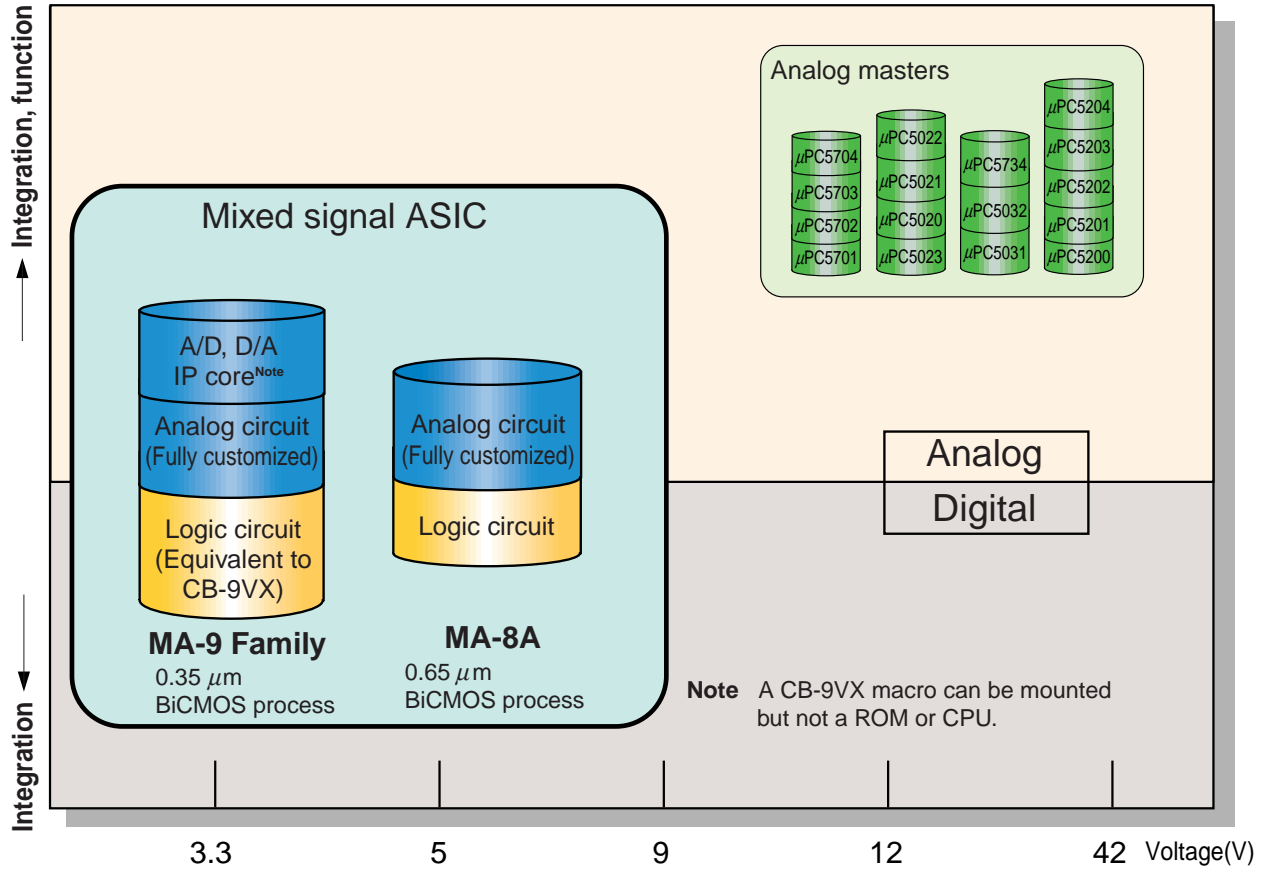 Integration, function
Analog masters
μPC5704
μPC5703
μPC5702
μPC5701
μPC5022
μPC5021
μPC5020
μPC5023
μPC5734
μPC5032
μPC5031
μPC5204
μPC5203
μPC5202
μPC5201
μPC5200
Mixed signal ASIC
A/D, D/A
IP coreNote
Analog circuit
(Fully customized)
Logic circuit
(Equivalent to
CB-9VX)
MA-9 Family
0.35 μm
BiCMOS process
Analog circuit
(Fully customized)
Logic circuit
MA-8A
0.65 μm
BiCMOS process
Analog
Digital
Note A CB-9VX macro can be mounted
but not a ROM or CPU.
Integration
3.3 5 9 12 42 Voltage(V)